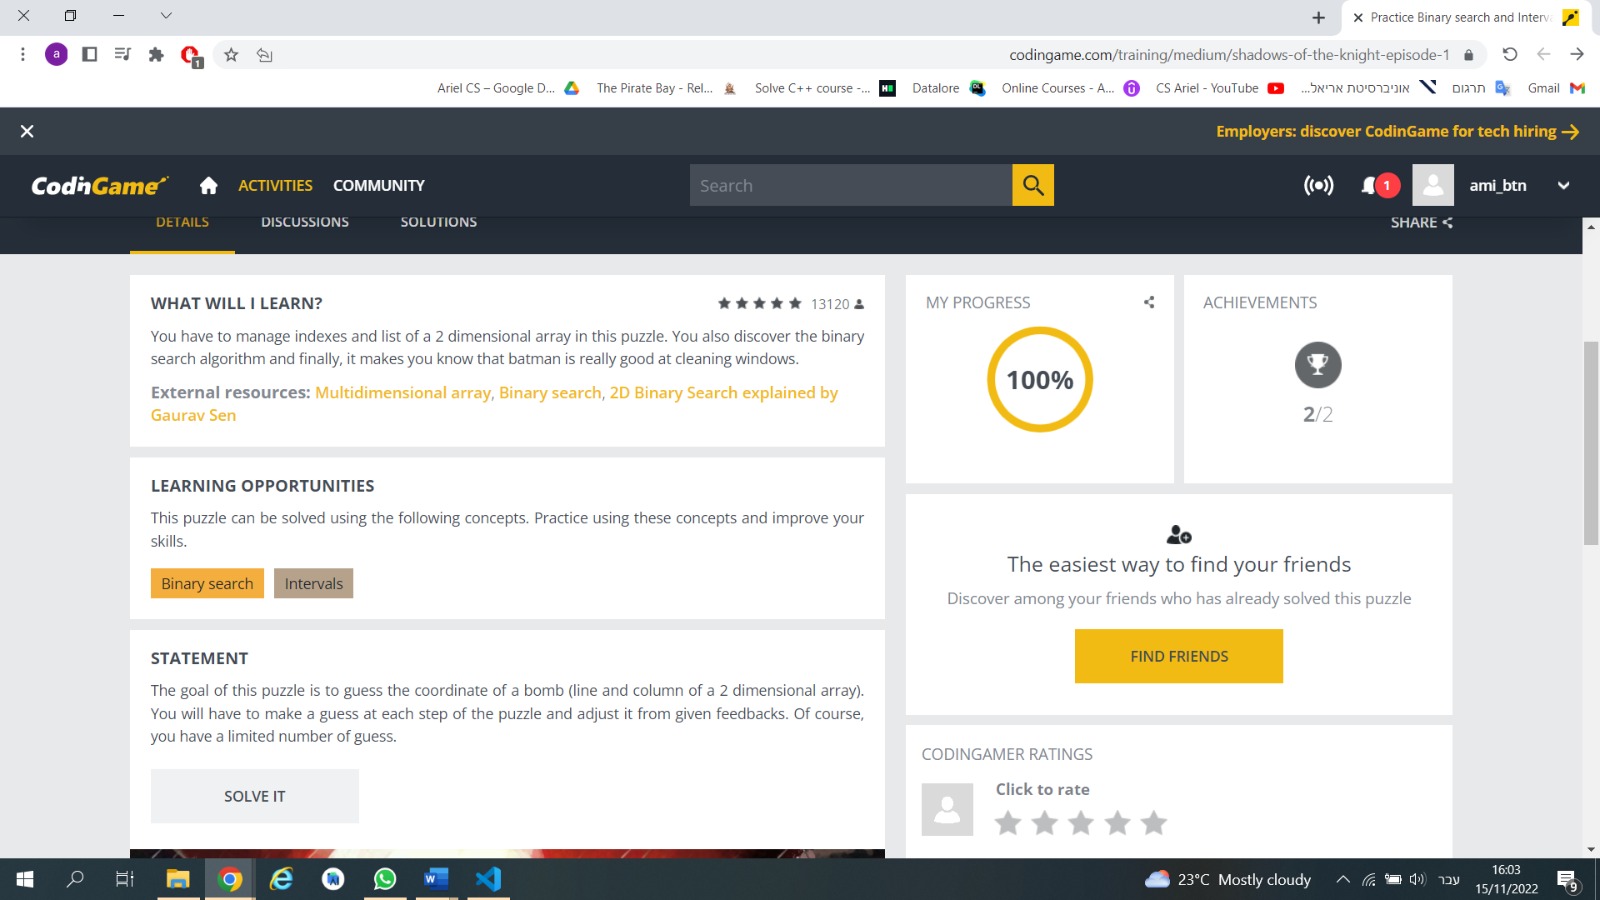 Practice Binary search and Interv
a
1
codingame.com/training/medium/shadows-of-the-knight-episode-1
Ariel CS – Google D...
The Pirate Bay - Rel...
Solve C++ course -...
Datalore
Online Courses - A...
CS Ariel - YouTube
אוניברסיטת אריאל...
תרגום
Gmail
Employers: discover CodinGame for tech hiring
CodinGame
ACTIVITIES
COMMUNITY
Search
1
ami_btn
DETAILS
DISCUSSIONS
SOLUTIONS
SHARE
WHAT WILL I LEARN?
13120
You have to manage indexes and list of a 2 dimensional array in this puzzle. You also discover the binary
search algorithm and finally, it makes you know that batman is really good at cleaning windows.
External resources: Multidimensional array, Binary search, 2D Binary Search explained by
Gaurav Sen
MY PROGRESS
100%
ACHIEVEMENTS
2/2
LEARNING OPPORTUNITIES
This puzzle can be solved using the following concepts. Practice using these concepts and improve your
skills.
Binary search
Intervals
The easiest way to find your friends
Discover among your friends who has already solved this puzzle
FIND FRIENDS
STATEMENT
The goal of this puzzle is to guess the coordinate of a bomb (line and column of a 2 dimensional array).
You will have to make a guess at each step of the puzzle and adjust it from given feedbacks. Of course,
you have a limited number of guess.
SOLVE IT
CODINGAMER RATINGS
Click to rate
23°C Mostly cloudy
עבר
16:03
15/11/2022
9